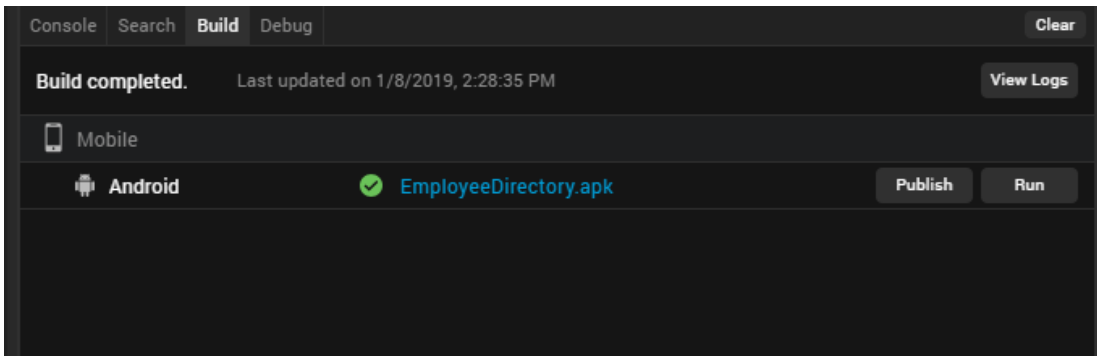 Console Search Build Debug Clear
Build completed. Last updated on 1/8/2019, 2:28:35 PM View Logs
Mobile
Android EmployeeDirectory.apk Publish Run